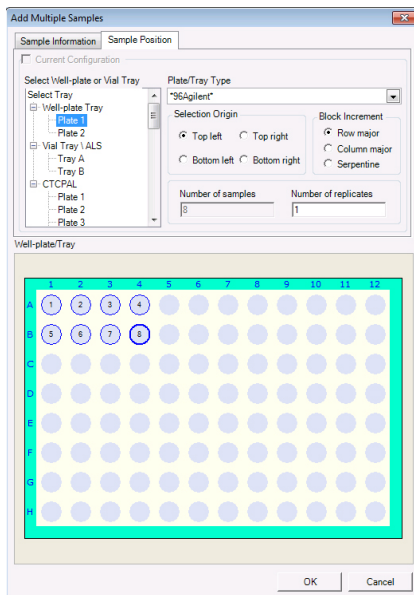 Add Multiple Samples
Sample Information Sample Position
Current Configuration
Select Well-plate or Vial Tray Plate/Tray Type
Select Tray
Well-plate Tray
Plate 1
Plate 2
Vial Tray \ ALS
Tray A
Tray B
CTCPAL
Plate 1
Plate 2
Plate 3
*96Agilent*
Selection Origin
Top left Top right
Bottom left Bottom right
Block Increment
Row major
Column major
Serpentine
Number of samples Number of replicates
8 1
Well-plate/Tray
1 2 3 4 5 6 7 8 9 10 11 12
A 1 2 3 4
B 5 6 7 8
C
D
E
F
G
H
OK Cancel